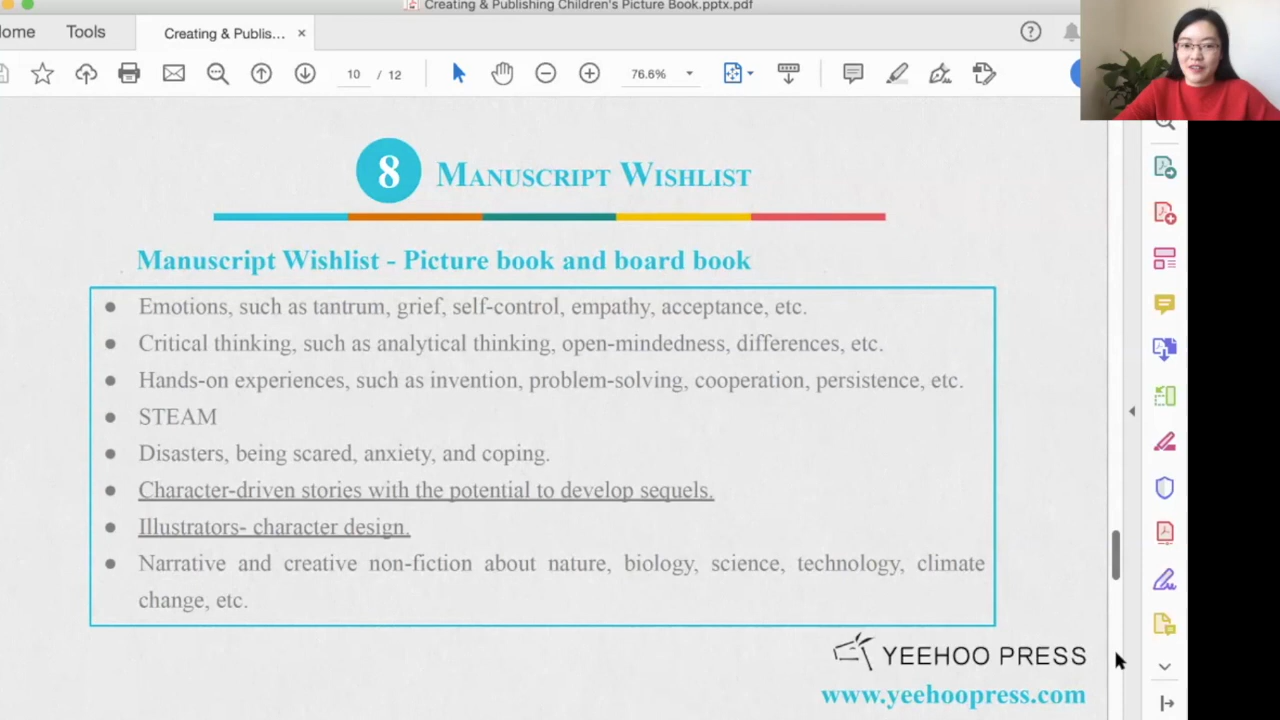 Creating & Publishing Children's Picture Book.pptx.pdf
ome Tools Creating & Publis... ×
10 / 12 76.6%
8 MANUSCRIPT WISHLIST
Manuscript Wishlist - Picture book and board book
● Emotions, such as tantrum, grief, self-control, empathy, acceptance, etc.
● Critical thinking, such as analytical thinking, open-mindedness, differences, etc.
● Hands-on experiences, such as invention, problem-solving, cooperation, persistence, etc.
● STEAM
● Disasters, being scared, anxiety, and coping.
● Character-driven stories with the potential to develop sequels.
● Illustrators- character design.
● Narrative and creative non-fiction about nature, biology, science, technology, climate
change, etc.
YEEHOO PRESS
www.yeehoopress.com